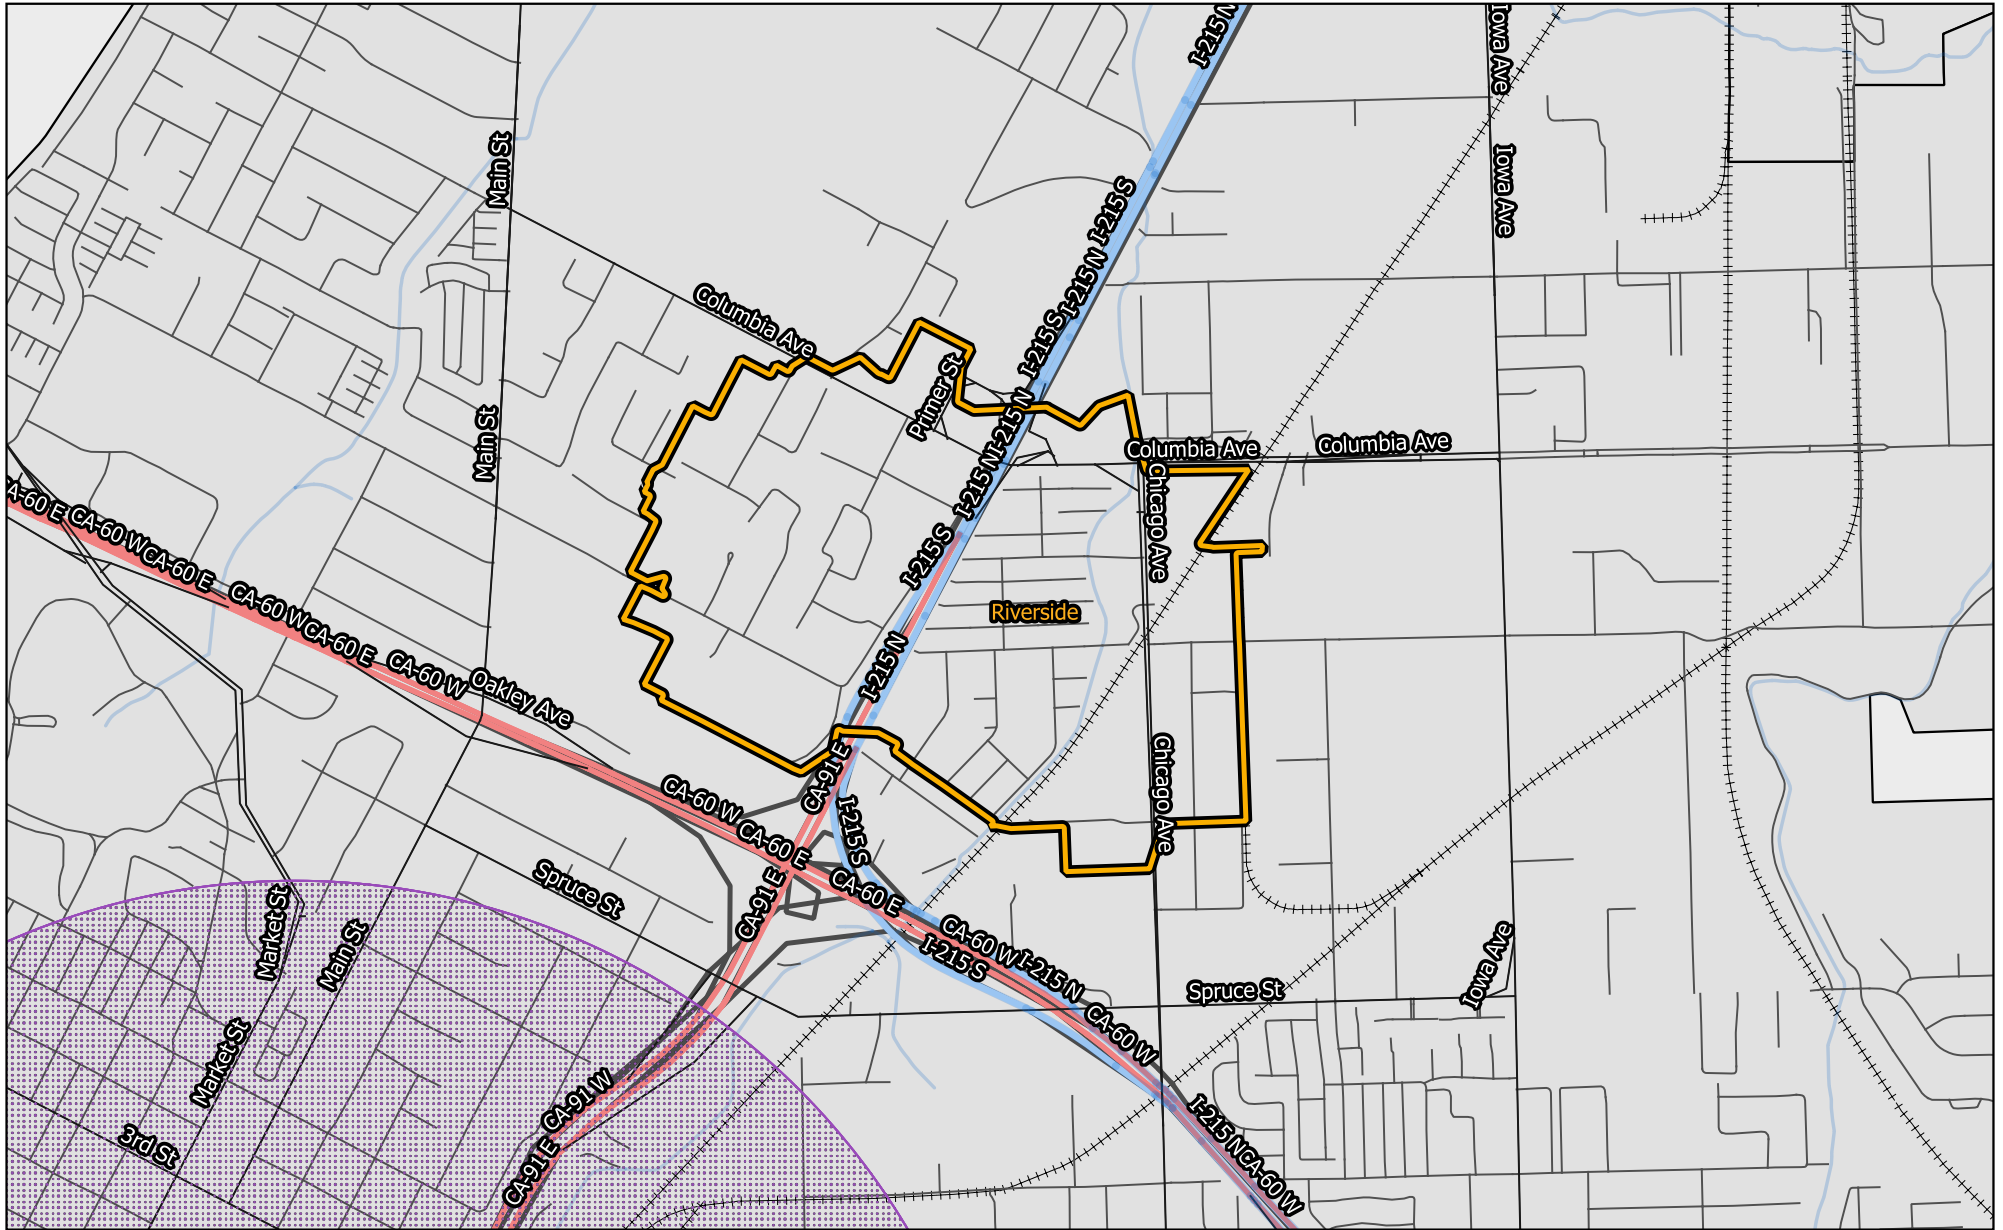 I-215 N
Iowa Ave
Main St
Iowa Ave
I-215 S
I-215 N
Columbia Ave
I-215 S
Primer St
I-215 N
Main St
Columbia Ave
Columbia Ave
I-215 N
A-60 E
CA-60 W
CA-60 E
Chicago Ave
I-215 S
CA-60 W
CA-60 E
Riverside
CA-60 W
Oakley Ave
I-215 N
CA-91 E
Chicago Ave
CA-60 W
CA-60 E
I-215 S
Spruce St
CA-91 E
CA-60 E
Market St
Main St
CA-60 W
I-215 S
I-215 N
Iowa Ave
Spruce St
CA-60 W
Market St
CA-91 W
3rd St
CA-91 E
I-215 N
CA-60 W